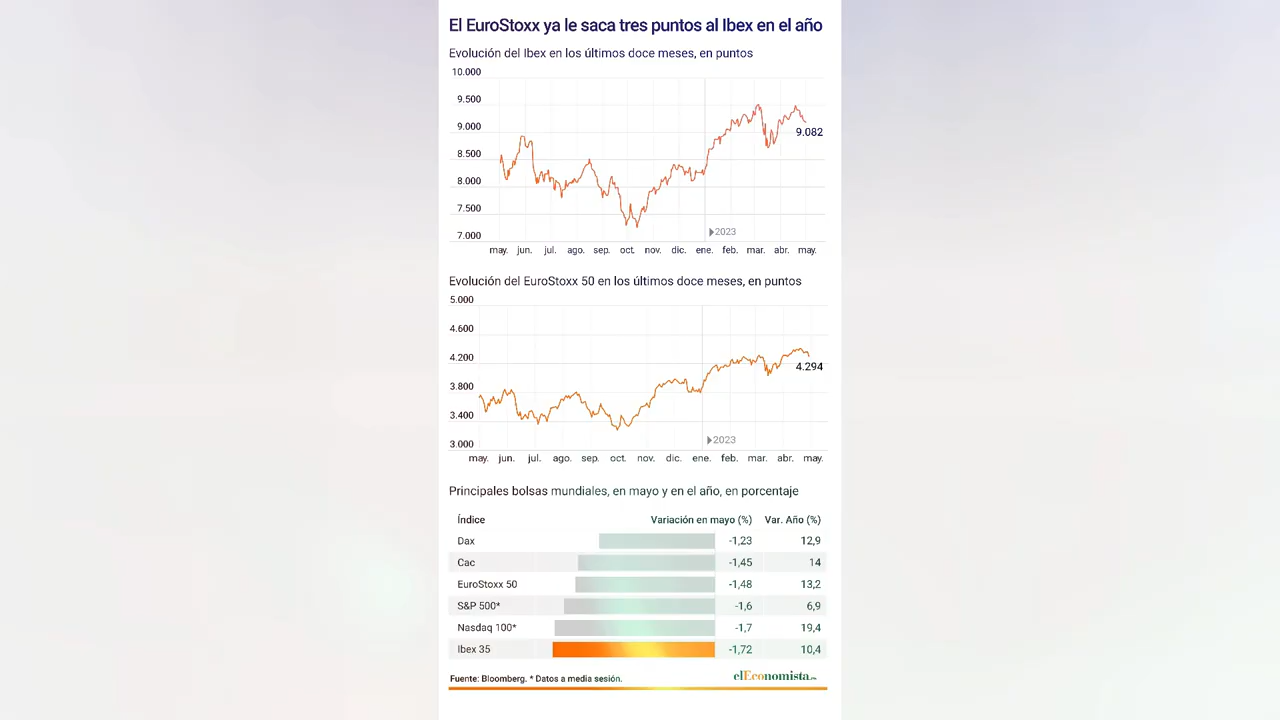 El EuroStoxx ya le saca tres puntos al Ibex en el año
Evolución del Ibex en los últimos doce meses, en puntos
10.000
9.500
9.000
9.082
8.500
8.000
7.500
7.000
2023
may. jun. jul. ago. sep. oct. nov. dic. ene. feb. mar. abr. may.
Evolución del EuroStoxx 50 en los últimos doce meses, en puntos
5.000
4.600
4.200
4.294
3.800
3.400
3.000
2023
may. jun. jul. ago. sep. oct. nov. dic. ene. feb. mar. abr. may.
Principales bolsas mundiales, en mayo y en el año, en porcentaje
Índice Variación en mayo (%) Var. Año (%)
Dax -1,23 12,9
Cac -1,45 14
EuroStoxx 50 -1,48 13,2
S&P 500* -1,6 6,9
Nasdaq 100* -1,7 19,4
Ibex 35 -1,72 10,4
Fuente: Bloomberg. * Datos a media sesión.
elEconomista.es